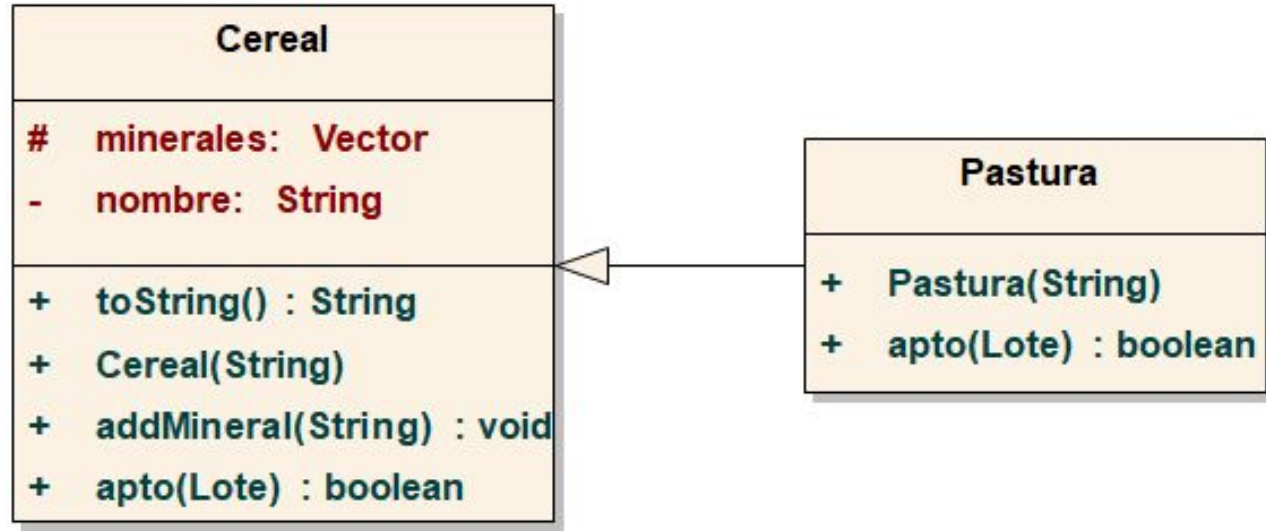 Cereal
# minerales: Vector
- nombre: String
+ toString() : String
+ Cereal(String)
+ addMineral(String) : void
+ apto(Lote) : boolean
Pastura
+ Pastura(String)
+ apto(Lote) : boolean